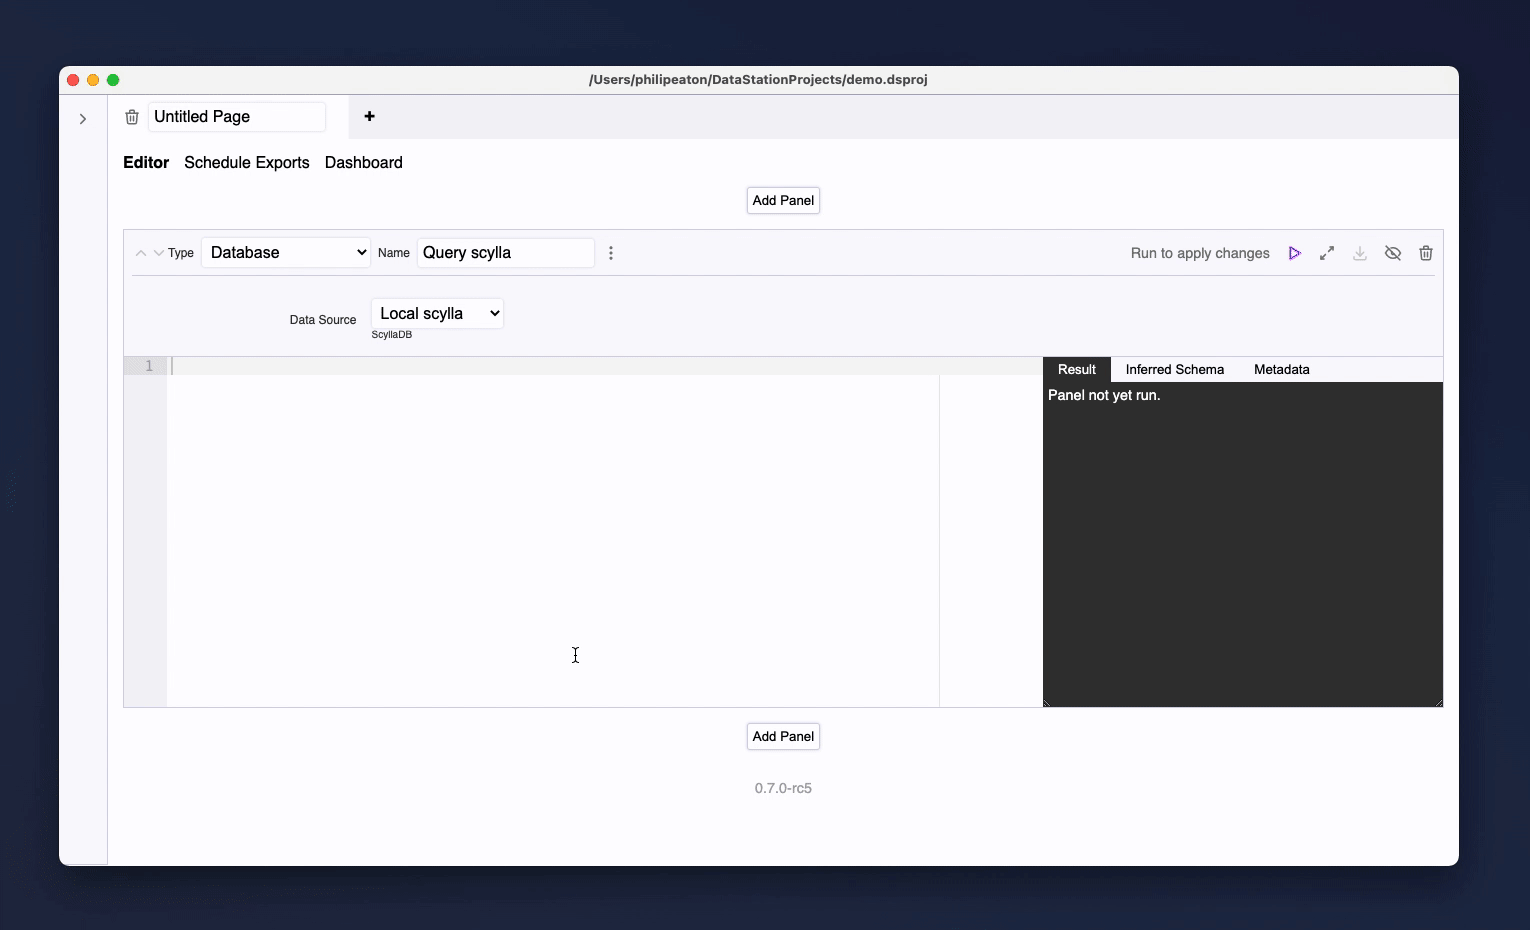 /Users/philipeaton/DataStationProjects/demo.dsproj
Untitled Page +
Editor Schedule Exports Dashboard
Add Panel
Type Database Name Query scylla Run to apply changes
Data Source Local scylla
ScyllaDB
1
Result Inferred Schema Metadata
Panel not yet run.
Add Panel
0.7.0-rc5